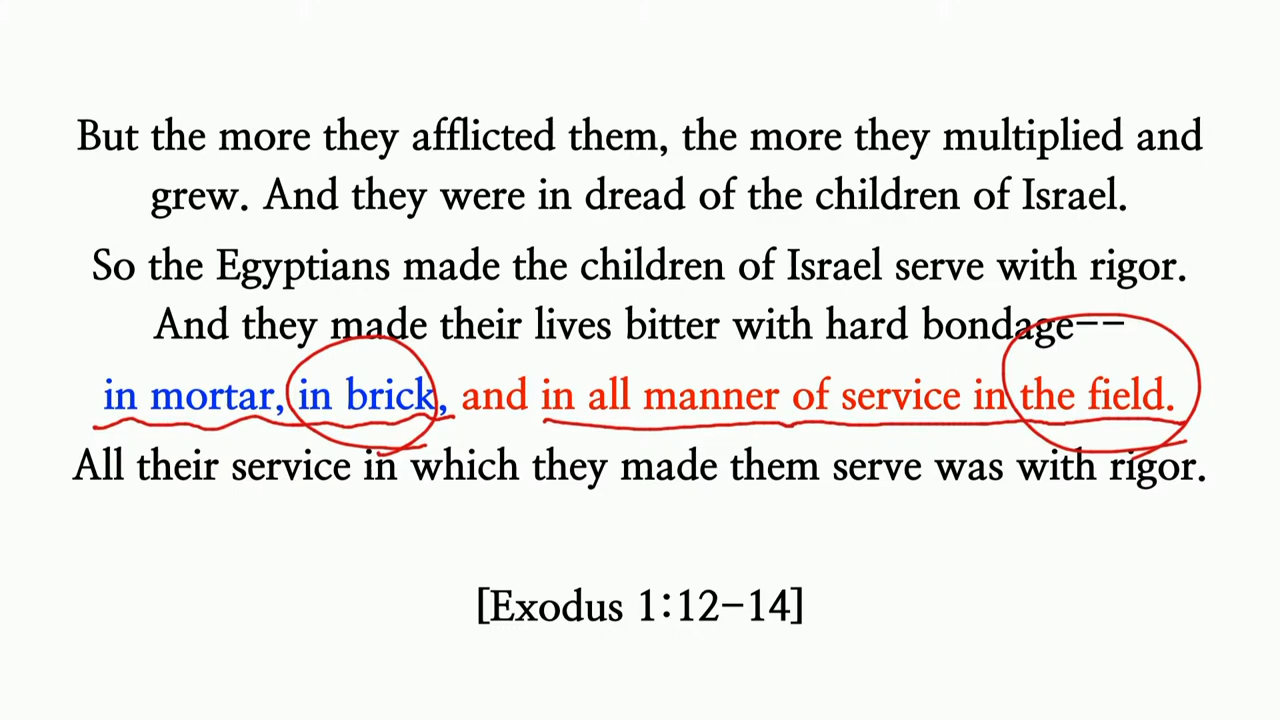 But the more they afflicted them, the more they multiplied and
grew. And they were in dread of the children of Israel.
So the Egyptians made the children of Israel serve with rigor.
And they made their lives bitter with hard bondage--
in mortar, in brick, and in all manner of service in the field.
All their service in which they made them serve was with rigor.
[Exodus 1:12-14]